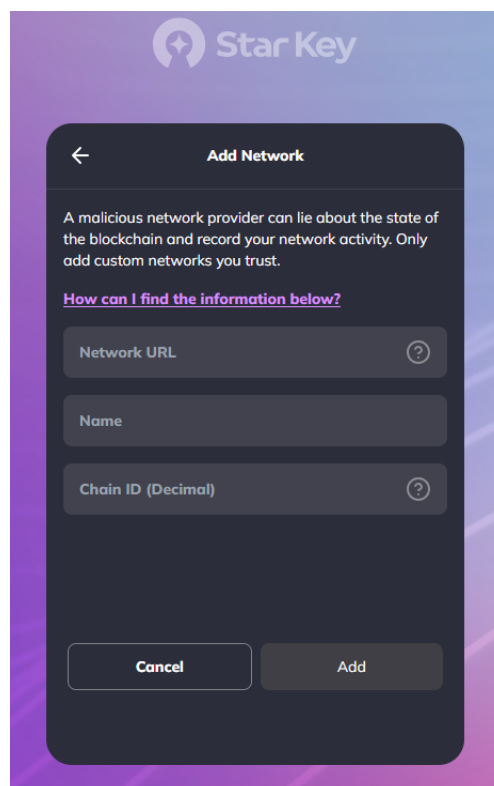 Star Key
Add Network
A malicious network provider can lie about the state of
the blockchain and record your network activity. Only
add custom networks you trust.
How can I find the information below?
Network URL ?
Name
Chain ID (Decimal) ?
Cancel Add